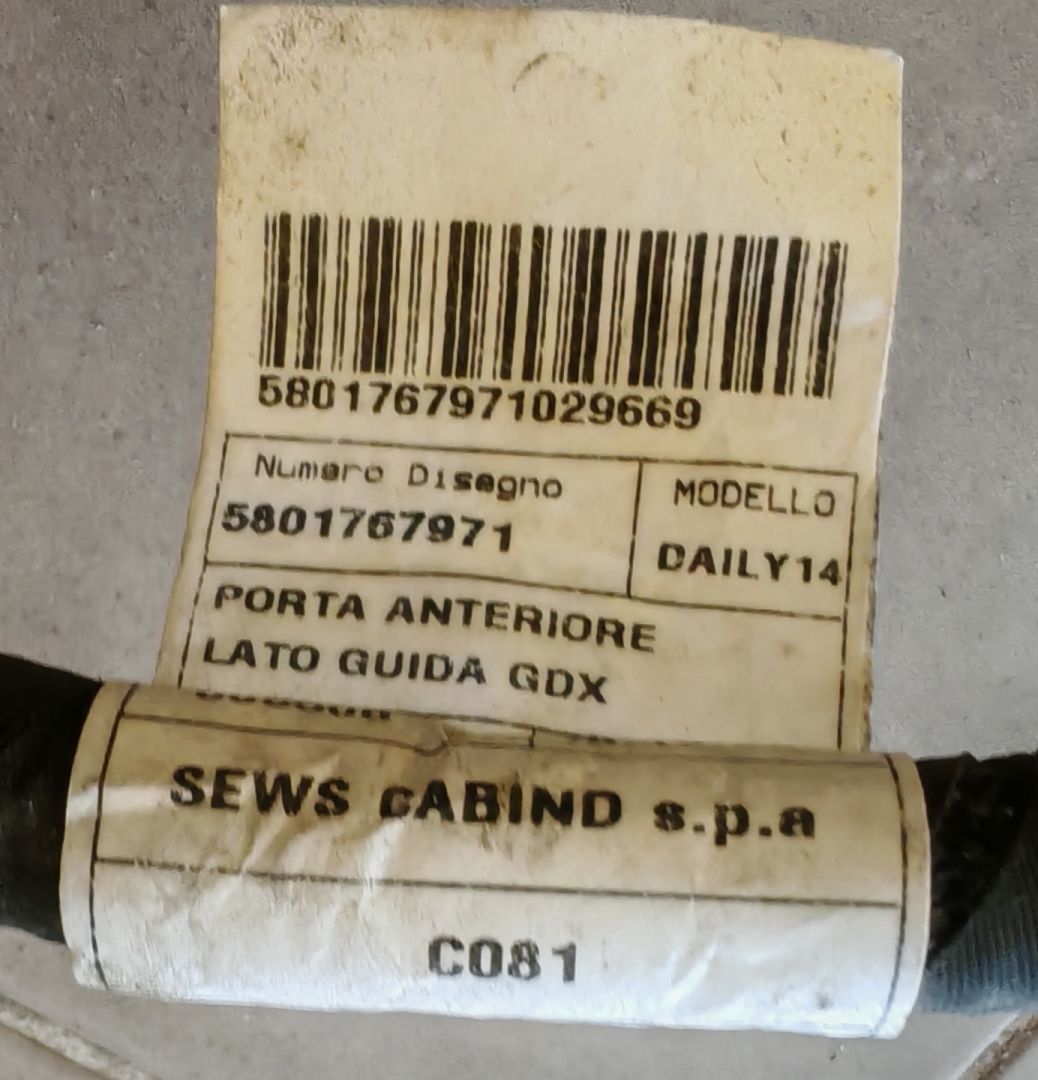 5801767971029669
Numero Disegno
5801767971
MODELLO
DAILY14
PORTA ANTERIORE
LATO GUIDA GDX
SEWS cABIND s.p.a
C081